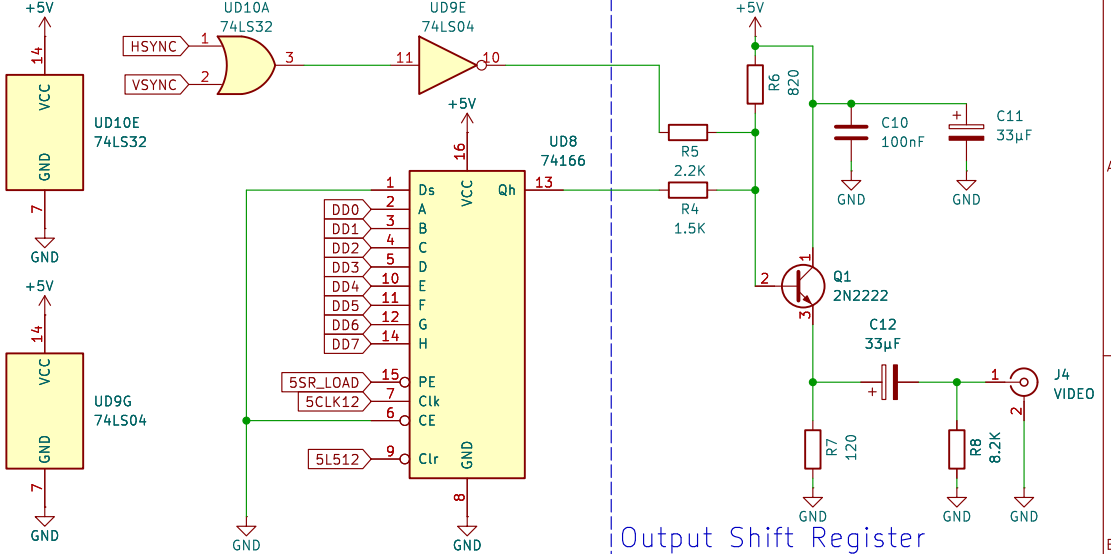 +5V
14
VCC
GND
7
GND
UD10E
74LS32
+5V
14
VCC
GND
7
GND
UD9G
74LS04
UD10A
74LS32
HSYNC
1
VSYNC
2
3
UD9E
74LS04
11
10
+5V
16
VCC
UD8
74166
1
Ds
Qh
13
DD0
2
A
DD1
3
B
DD2
4
C
DD3
5
D
DD4
10
E
DD5
11
F
DD6
12
G
DD7
14
H
5SR_LOAD
15
PE
5CLK12
7
Clk
6
CE
5L512
9
Clr
GND
8
GND
GND
+5V
R6
820
R5
2.2K
R4
1.5K
C10
100nF
GND
+
C11
33µF
GND
1
2
3
Q1
2N2222
C12
33µF
+
R7
120
GND
R8
8.2K
GND
1
2
J4
VIDEO
GND
Output Shift Register
A
B